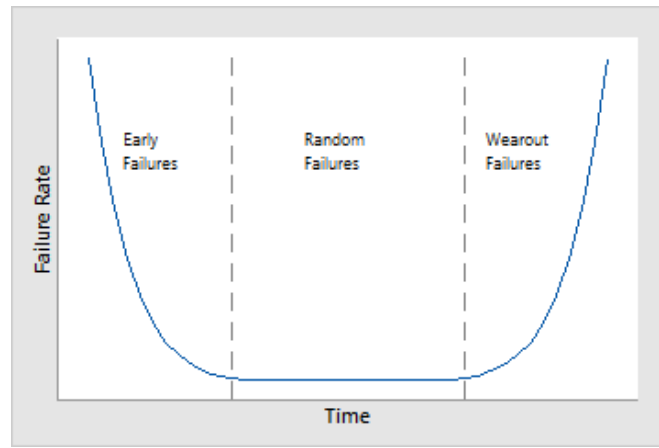 Early
Failures
Random
Failures
Wearout
Failures
Failure Rate
Time